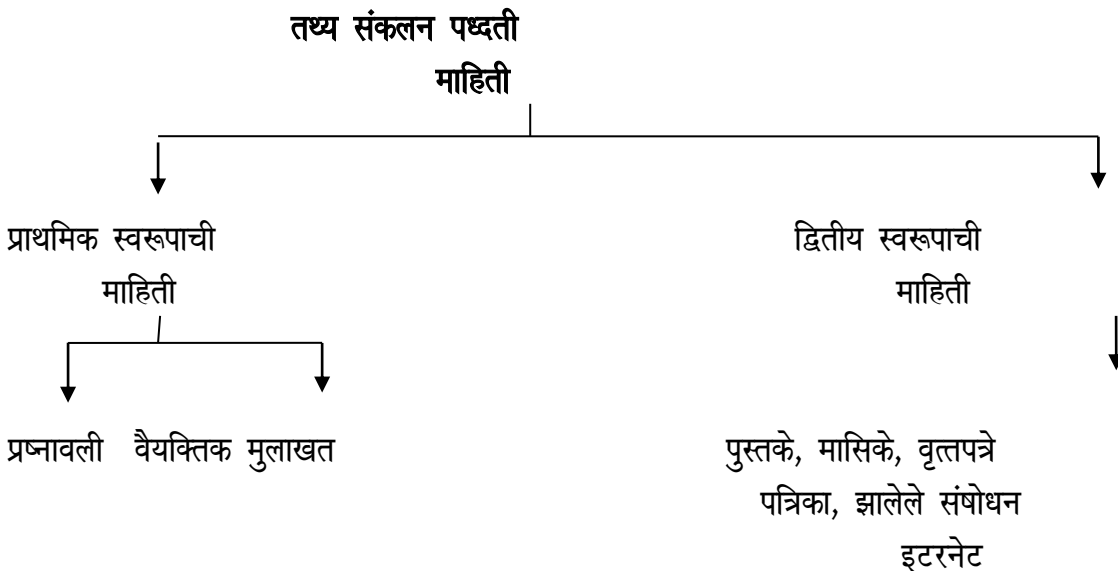 तथ्य संकलन पध्दती
माहिती
प्राथमिक स्वरूपाची
माहिती
द्वितीय स्वरूपाची
माहिती
प्रष्नावली वैयक्तिक मुलाखत
पुस्तके, मासिके, वृत्तपत्रे
पत्रिका, झालेले संषोधन
इटरनेट